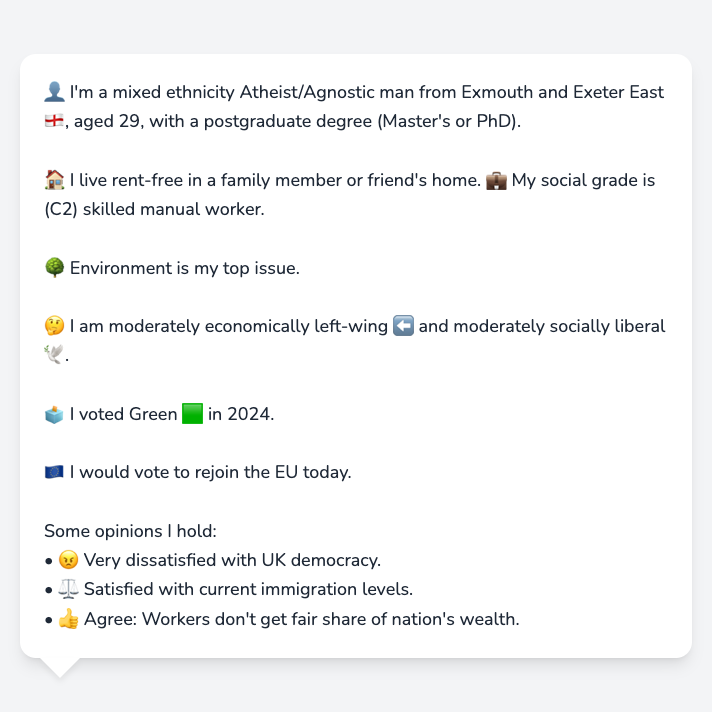 👤 I'm a mixed ethnicity Atheist/Agnostic man from Exmouth and Exeter East
🏴󠁧󠁢󠁥󠁮󠁧󠁿, aged 29, with a postgraduate degree (Master's or PhD).
🏠 I live rent-free in a family member or friend's home. 💼 My social grade is
(C2) skilled manual worker.
🌳 Environment is my top issue.
🤔 I am moderately economically left-wing ⬅️ and moderately socially liberal
🕊️.
🗳️ I voted Green 🟩 in 2024.
🇪🇺 I would vote to rejoin the EU today.
Some opinions I hold:
• 😠 Very dissatisfied with UK democracy.
• ⚖️ Satisfied with current immigration levels.
• 👍 Agree: Workers don't get fair share of nation's wealth.